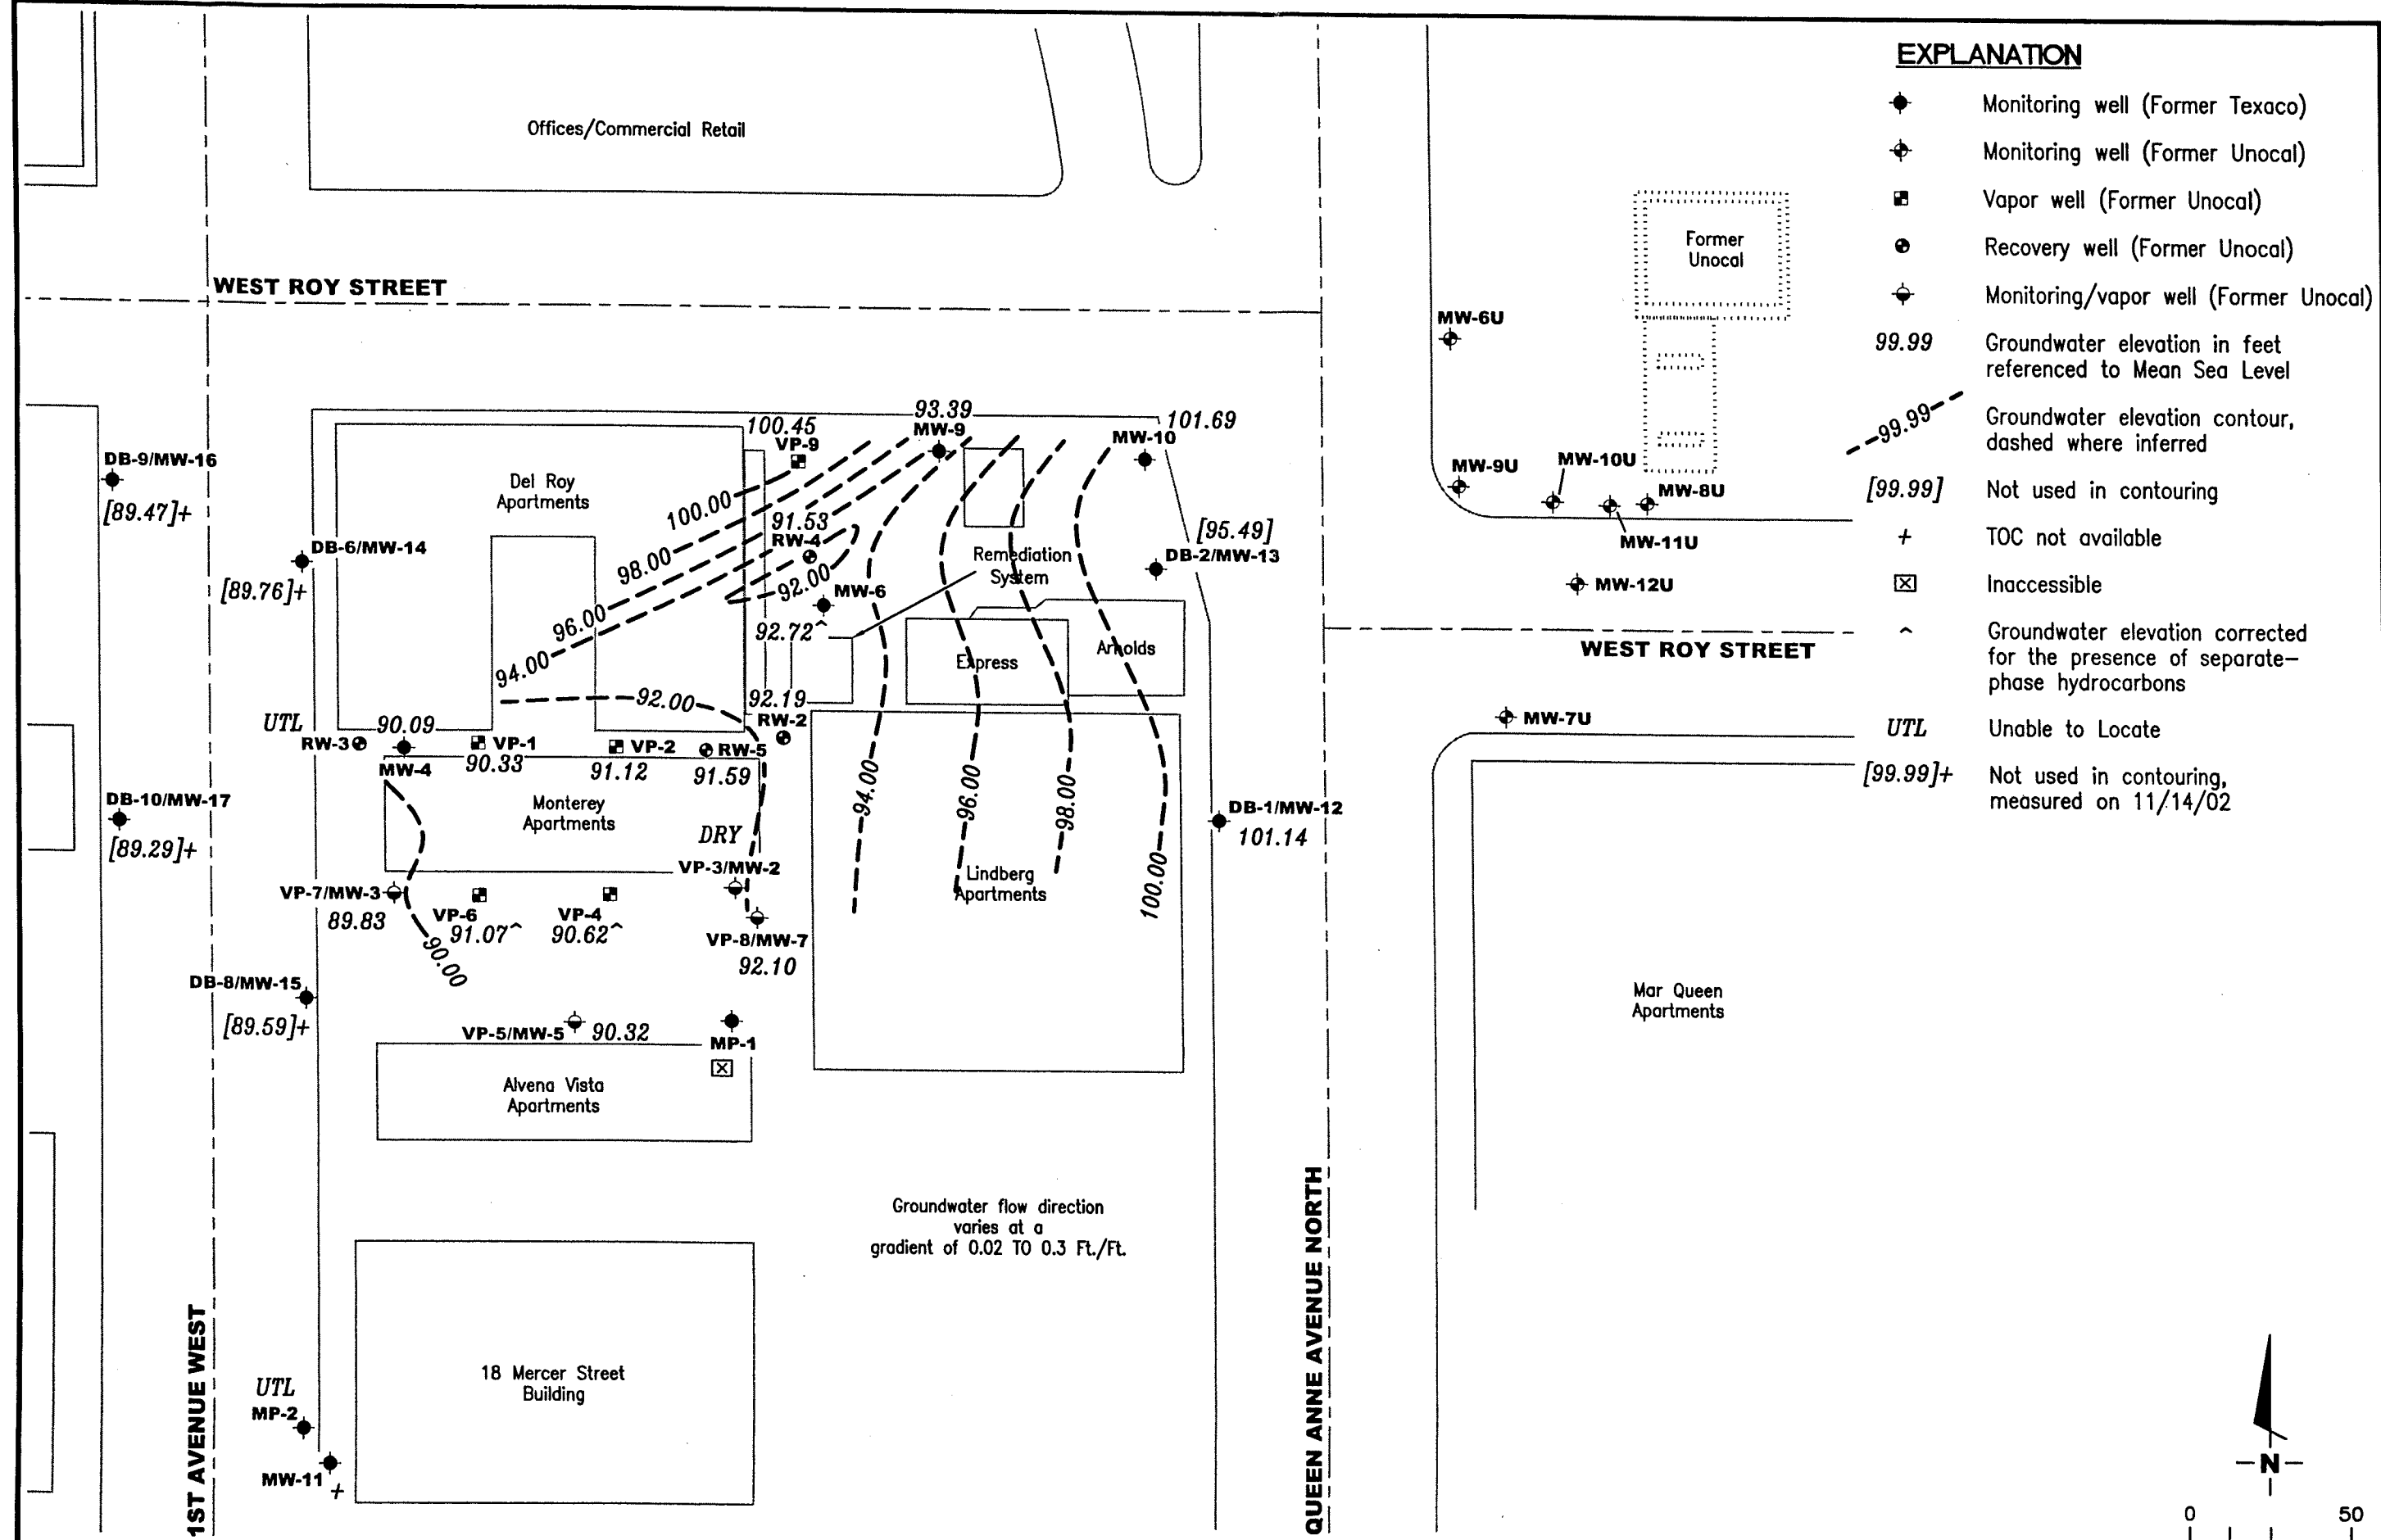 EXPLANATION
Monitoring well (Former Texaco)
Monitoring well (Former Unocal)
Vapor well (Former Unocal)
Recovery well (Former Unocal)
Monitoring/vapor well (Former Unocal)
99.99 Groundwater elevation in feet
referenced to Mean Sea Level
99.99 Groundwater elevation contour,
dashed where inferred
[99.99] Not used in contouring
+ TOC not available
Inaccessible
^ Groundwater elevation corrected
for the presence of separate-
phase hydrocarbons
UTL Unable to Locate
[99.99]+ Not used in contouring,
measured on 11/14/02
Offices/Commercial Retail
WEST ROY STREET
Former
Unocal
MW-6U
MW-9U
MW-10U
MW-8U
MW-11U
MW-12U
WEST ROY STREET
MW-7U
DB-9/MW-16
[89.47]+
DB-6/MW-14
[89.76]+
Del Roy
Apartments
100.45
VP-9
93.39
MW-9
101.69
MW-10
100.00
98.00
96.00
94.00
91.53
RW-4
92.00
MW-6
92.72^
Remediation
System
[95.49]
DB-2/MW-13
Express
Arnolds
92.00
92.19
RW-2
UTL
RW-3
90.09
MW-4
VP-1
90.33
VP-2
91.12
RW-5
91.59
94.00
96.00
98.00
100.00
DB-10/MW-17
[89.29]+
Monterey
Apartments
DRY
VP-3/MW-2
DB-1/MW-12
101.14
Lindberg
Apartments
VP-7/MW-3
89.83
VP-6
91.07^
VP-4
90.62^
VP-8/MW-7
92.10
90.00
DB-8/MW-15
[89.59]+
VP-5/MW-5 90.32
MP-1
Alvena Vista
Apartments
Mar Queen
Apartments
Groundwater flow direction
varies at a
gradient of 0.02 TO 0.3 Ft./Ft.
18 Mercer Street
Building
UTL
MP-2
MW-11
+
1ST AVENUE WEST
QUEEN ANNE AVENUE NORTH
N
0 50